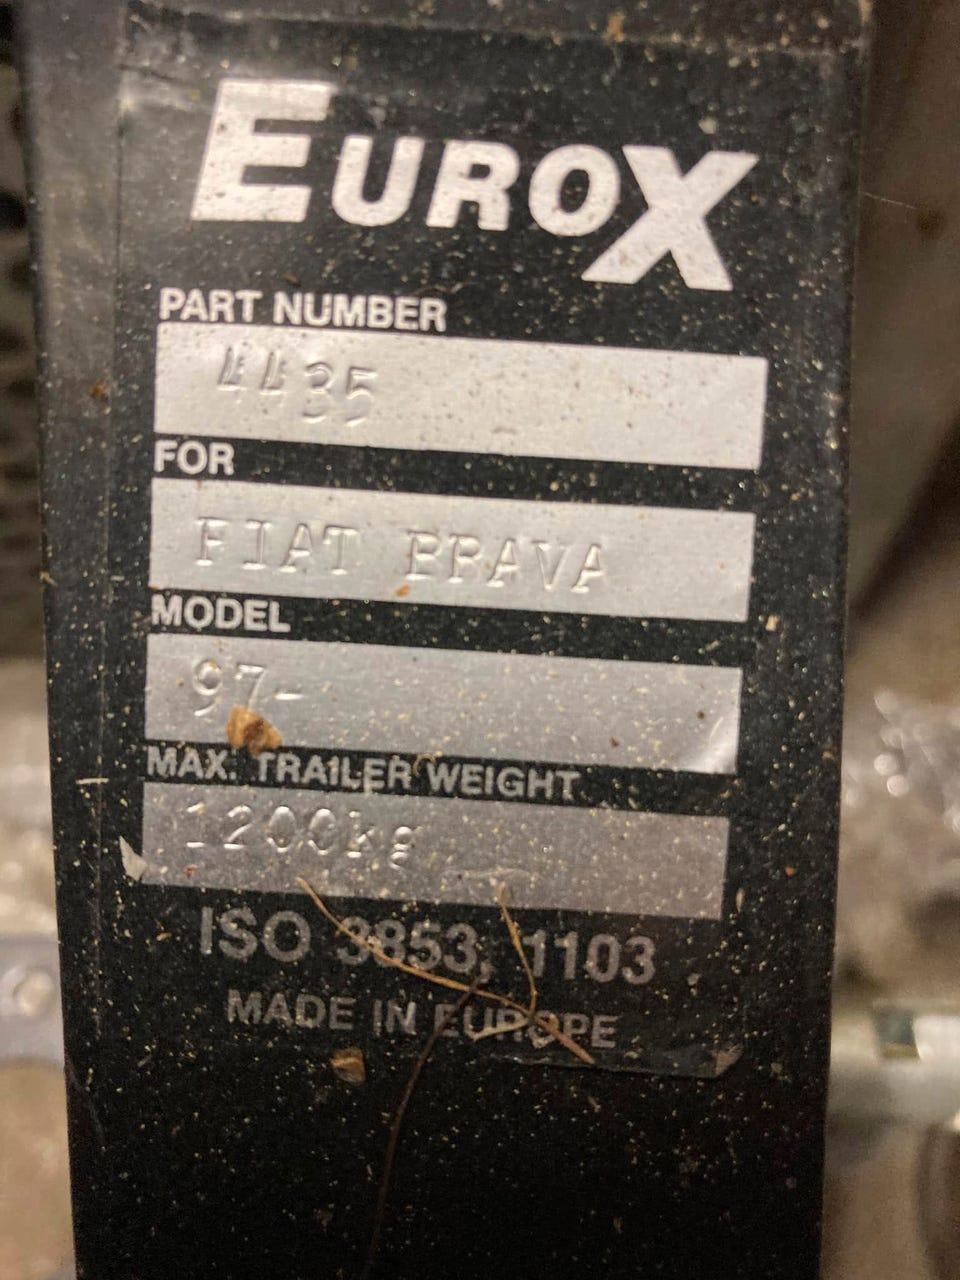 EUROX
PART NUMBER
4435
FOR
FIAT BRAVA
MODEL
97-
MAX. TRAILER WEIGHT
1200kg
ISO 3853, 1103
MADE IN EUROPE